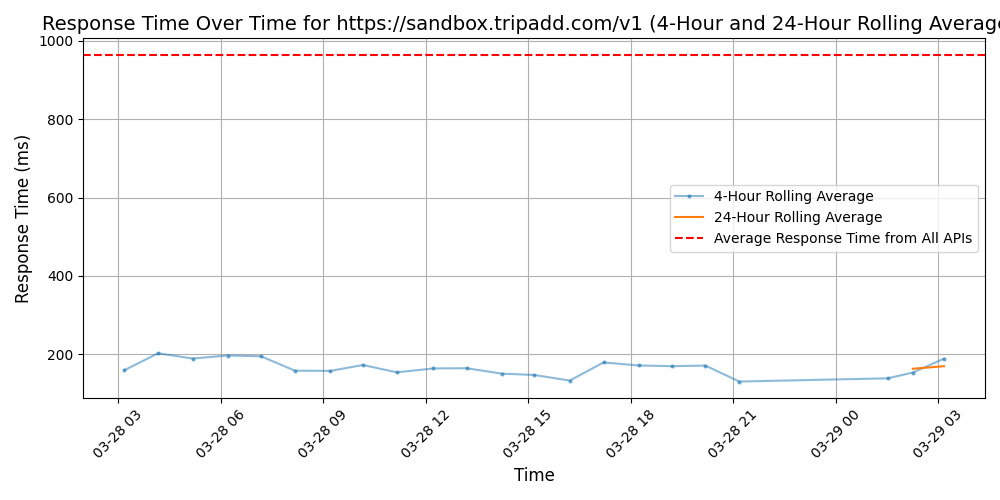 Response Time Over Time for https://sandbox.tripadd.com/v1 (4-Hour and 24-Hour Rolling Average
Response Time (ms)
1000
800
600
400
200
4-Hour Rolling Average
24-Hour Rolling Average
Average Response Time from All APIs
03-28 03
03-28 06
03-28 09
03-28 12
03-28 15
03-28 18
03-28 21
03-29 00
03-29 03
Time